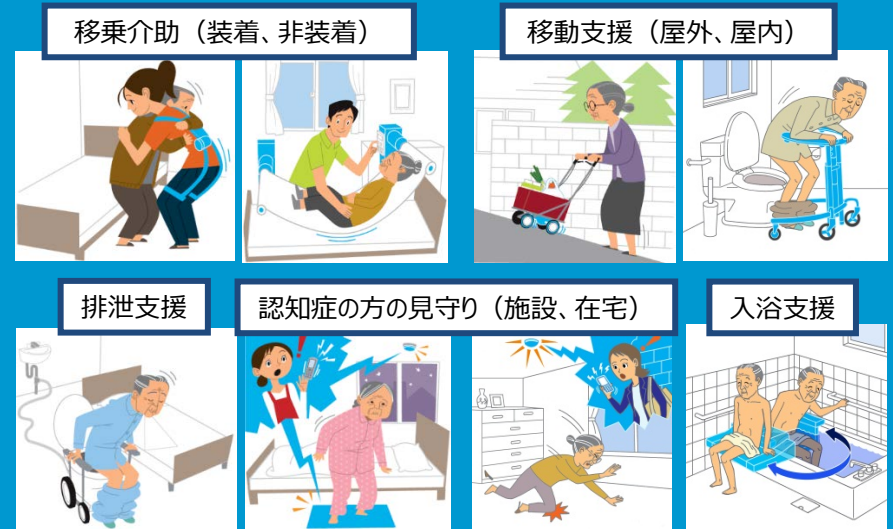 移乗介助（装着、非装着）
移動支援（屋外、屋内）
排泄支援
認知症の方の見守り（施設、在宅）
入浴支援